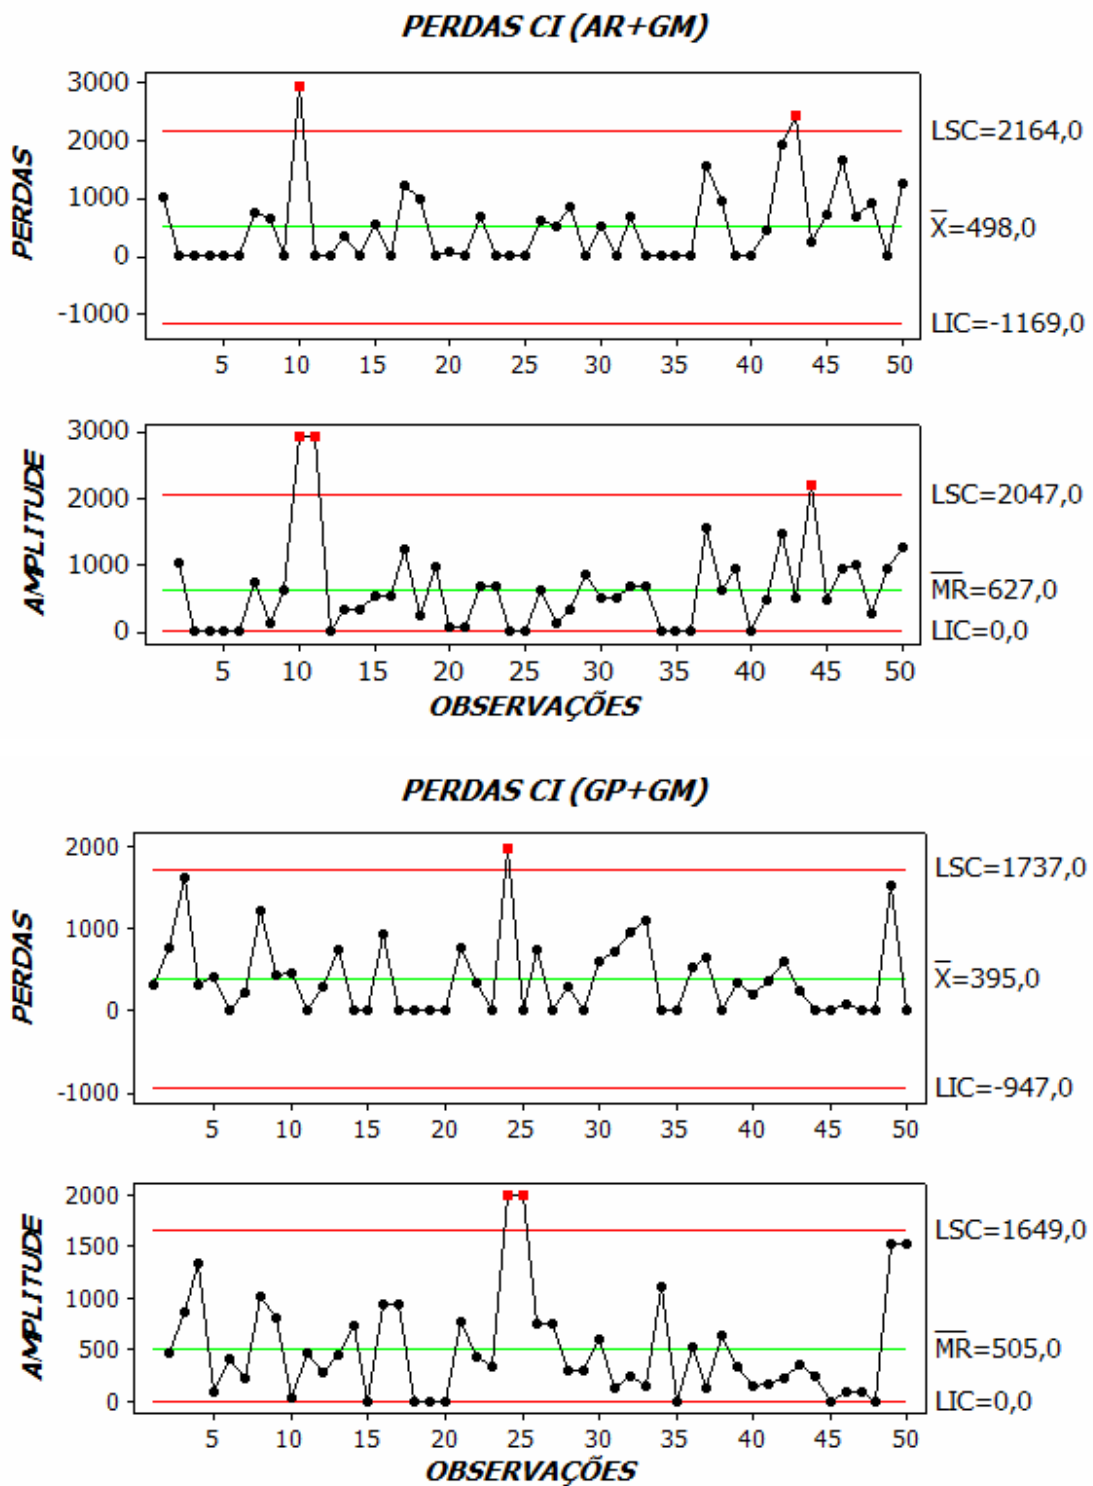 PERDAS CI (AR+GM)
PERDAS
3000
2000
1000
0
-1000
LSC=2164,0
X̅=498,0
LIC=-1169,0
5 10 15 20 25 30 35 40 45 50
AMPLITUDE
3000
2000
1000
0
LSC=2047,0
M̅R̅=627,0
LIC=0,0
5 10 15 20 25 30 35 40 45 50
OBSERVAÇÕES
PERDAS CI (GP+GM)
PERDAS
2000
1000
0
-1000
LSC=1737,0
X̅=395,0
LIC=-947,0
5 10 15 20 25 30 35 40 45 50
AMPLITUDE
2000
1500
1000
500
0
LSC=1649,0
M̅R̅=505,0
LIC=0,0
5 10 15 20 25 30 35 40 45 50
OBSERVAÇÕES